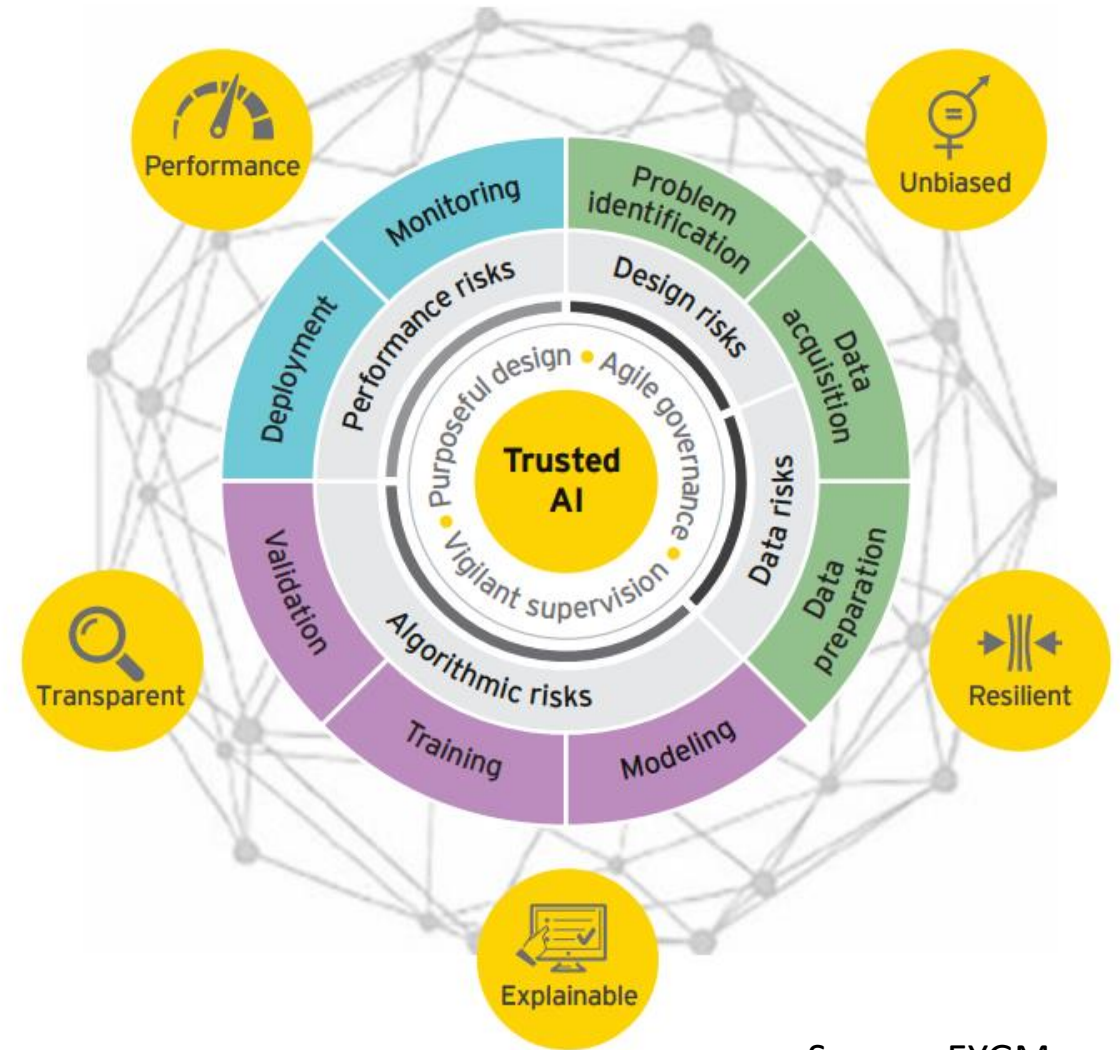 Performance
Unbiased
Monitoring
Problem
identification
Deployment
Performance risks
Design risks
Data
acquisition
Purposeful design • Agile governance • Vigilant supervision •
Trusted
AI
Data risks
Data
preparation
Validation
Algorithmic risks
Training
Modeling
Transparent
Resilient
Explainable
EYGM